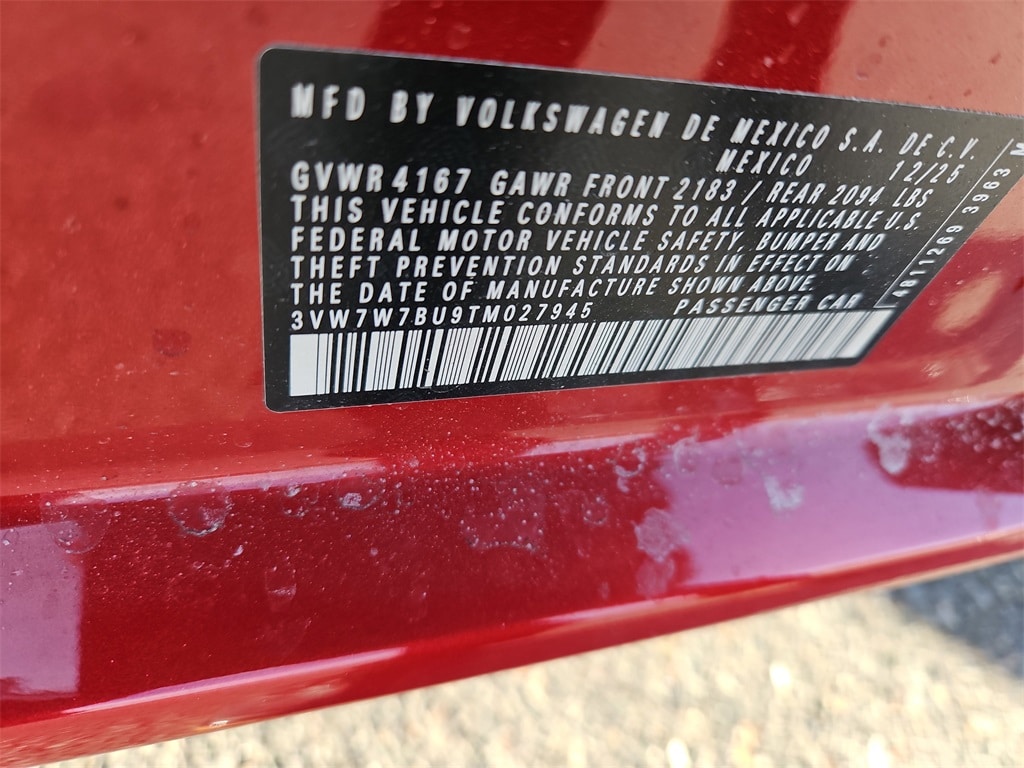 MFD BY VOLKSWAGEN DE MEXICO S.A. DE C.V.
MEXICO 12/25
GVWR 4167 GAWR FRONT 2183 / REAR 2094 LBS
THIS VEHICLE CONFORMS TO ALL APPLICABLE U.S.
FEDERAL MOTOR VEHICLE SAFETY, BUMPER AND
THEFT PREVENTION STANDARDS IN EFFECT ON
THE DATE OF MANUFACTURE SHOWN ABOVE.
3VW7W7BU9TM027945 PASSENGER CAR
4811269 3963 M